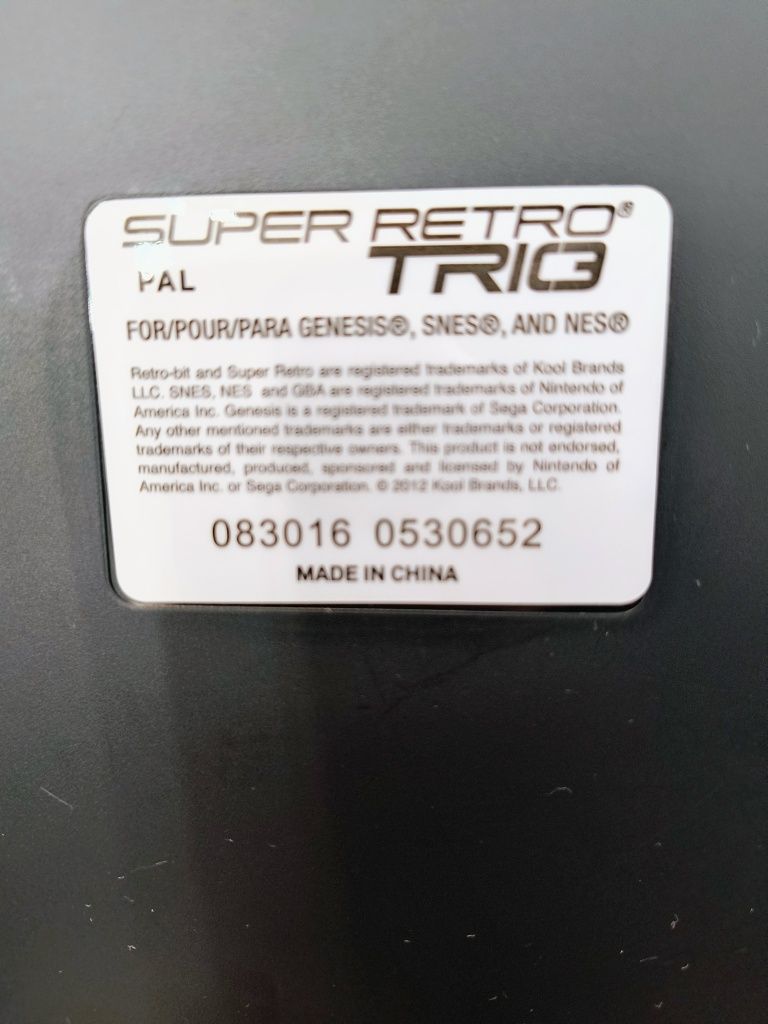 SUPER RETRO®
TRIO
PAL
FOR/POUR/PARA GENESIS®, SNES®, AND NES®
Retro-bit and Super Retro are registered trademarks of Kool Brands
LLC. SNES, NES and GBA are registered trademarks of Nintendo of
America Inc. Genesis is a registered trademark of Sega Corporation.
Any other mentioned trademarks are either trademarks or registered
trademarks of their respective owners. This product is not endorsed,
manufactured, produced, sponsored and licensed by Nintendo of
America Inc. or Sega Corporation. © 2012 Kool Brands, LLC.
083016 0530652
MADE IN CHINA